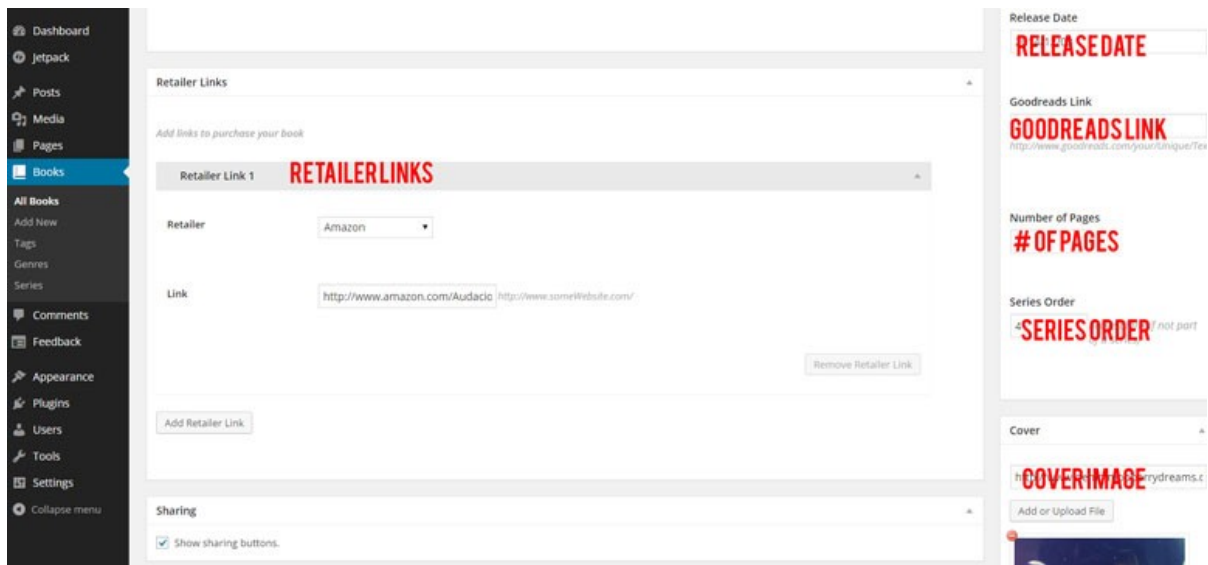 Dashboard
Jetpack
Posts
Media
Pages
Books
All Books
Add New
Tags
Genres
Series
Comments
Feedback
Appearance
Plugins
Users
Tools
Settings
Collapse menu
Retailer Links
Add links to purchase your book
Retailer Link 1
RETAILER LINKS
Retailer
Amazon
Link
http://www.amazon.com/Audacio http://www.someWebsite.com/
Remove Retailer Link
Add Retailer Link
Sharing
Show sharing buttons.
Release Date
RELEASE DATE
Goodreads Link
GOODREADS LINK
http://www.goodreads.com/your/Unique/Tex
Number of Pages
# OF PAGES
Series Order
4
SERIES ORDER
if not part
Cover
COVER IMAGE
rrydreams.c
Add or Upload File